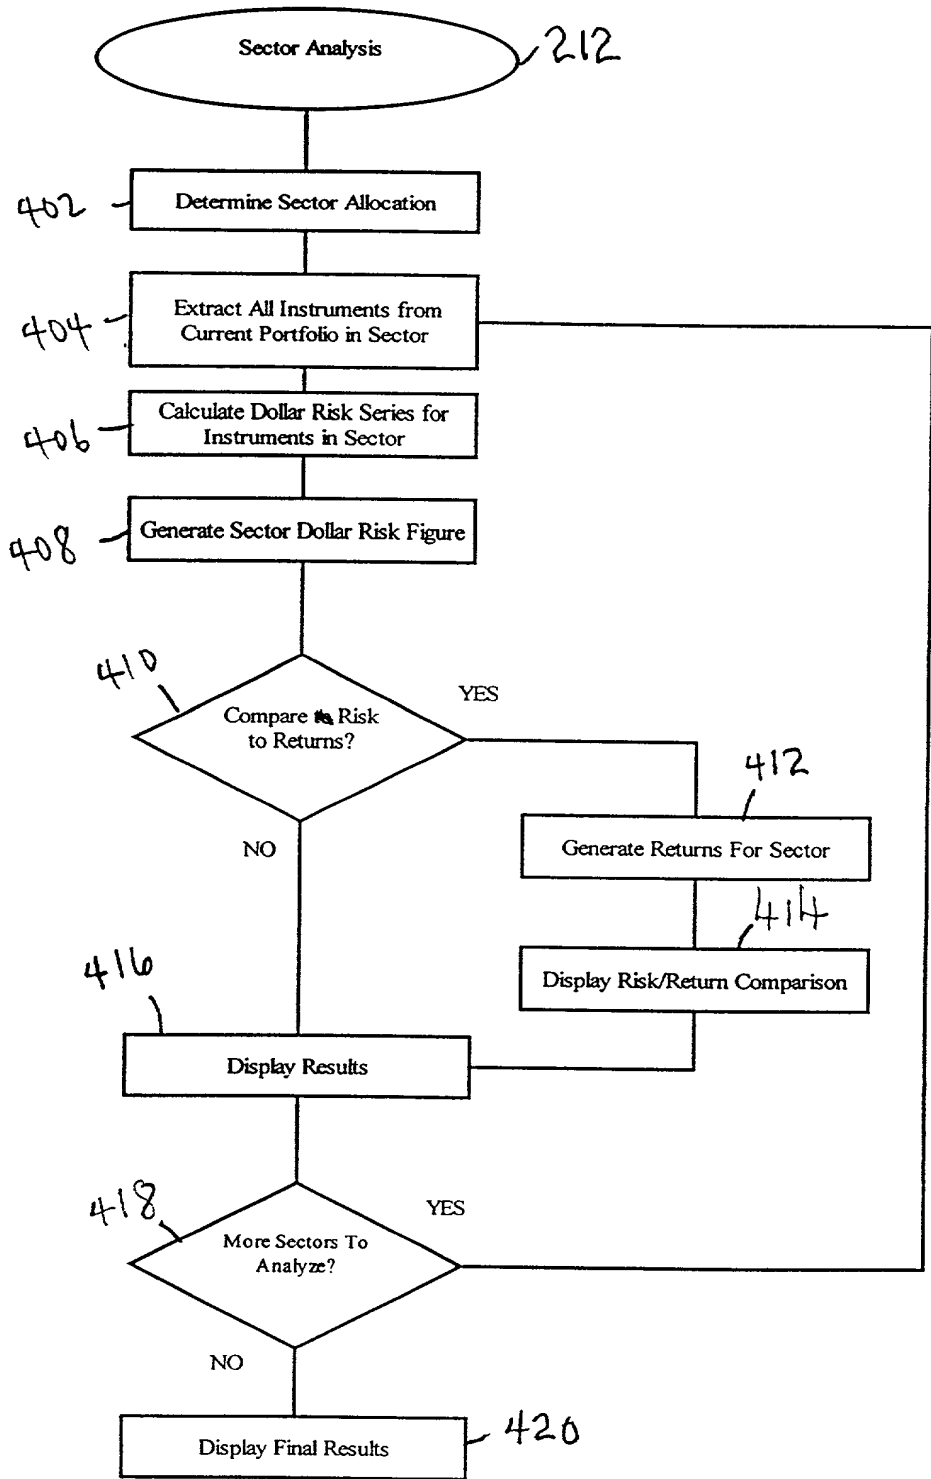 Sector Analysis
212
402
Determine Sector Allocation
404
Extract All Instruments from
Current Portfolio in Sector
406
Calculate Dollar Risk Series for
Instruments in Sector
408
Generate Sector Dollar Risk Figure
410
Compare Risk
to Returns?
YES
NO
412
Generate Returns For Sector
414
Display Risk/Return Comparison
416
Display Results
418
More Sectors To
Analyze?
YES
NO
Display Final Results
420